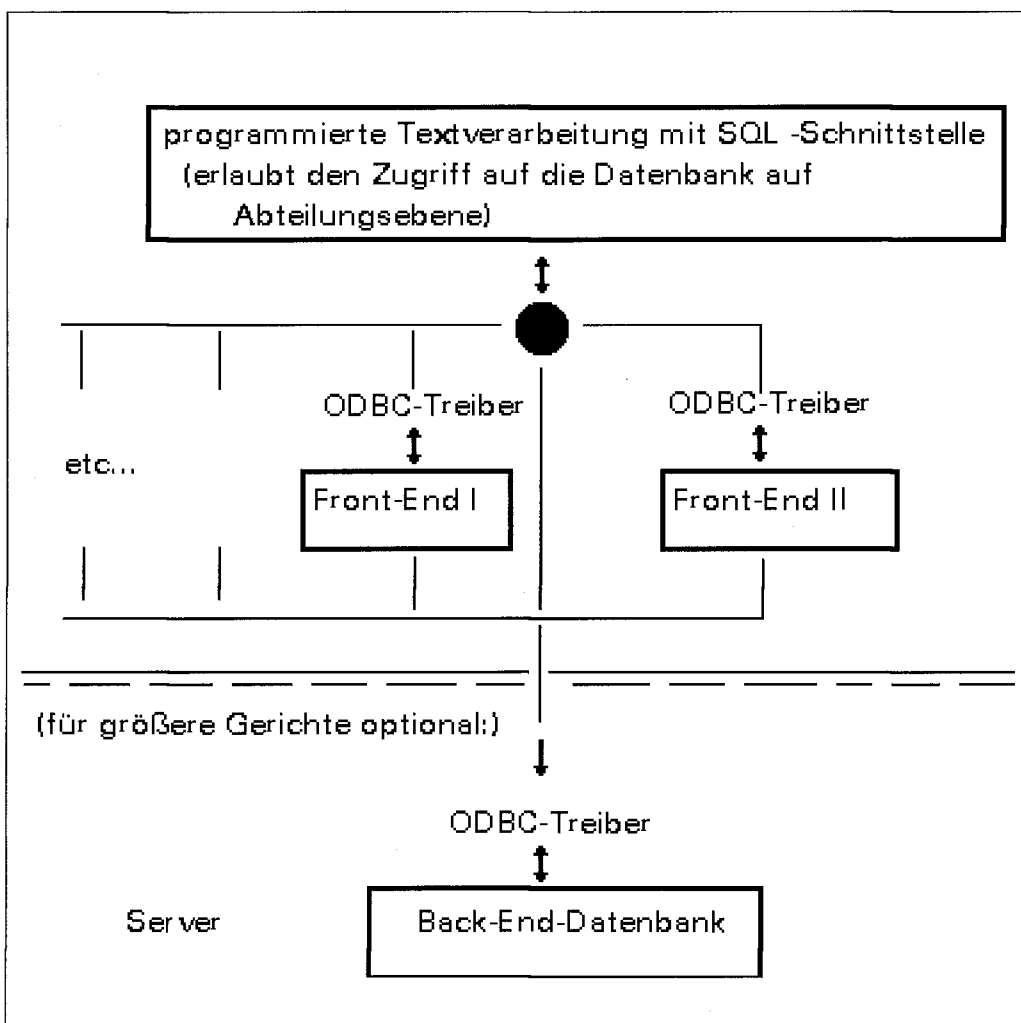 programmierte Textverarbeitung mit SQL -Schnittstelle
(erlaubt den Zugriff auf die Datenbank auf
Abteilungsebene)
ODBC-Treiber
ODBC-Treiber
etc...
Front-End I
Front-End II
(für größere Gerichte optional:)
ODBC-Treiber
Server
Back-End-Datenbank